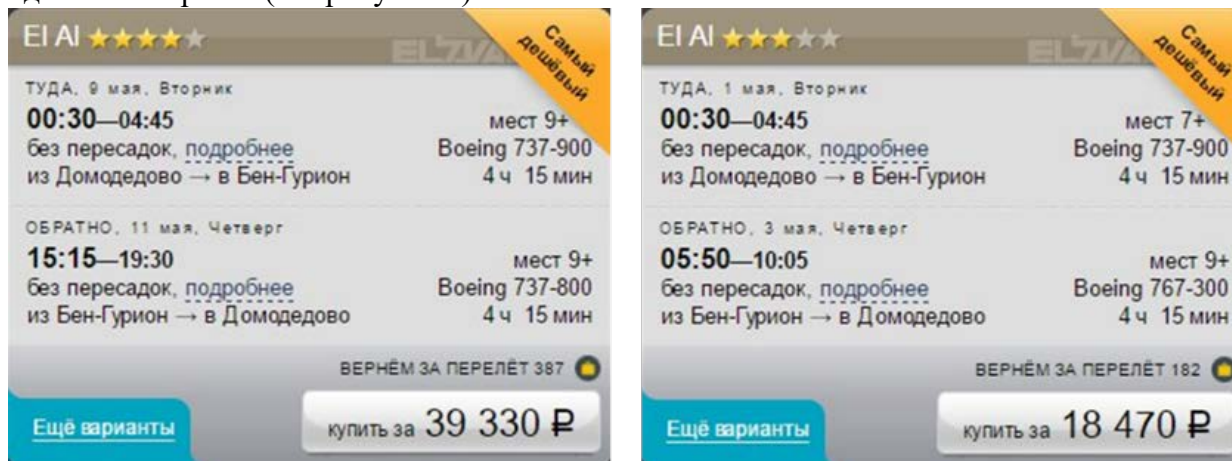 El Al
Самый
дешёвый
ТУДА, 9 мая, Вторник
00:30—04:45
мест 9+
без пересадок, подробнее
Boeing 737-900
из Домодедово → в Бен-Гурион
4 ч 15 мин
ОБРАТНО, 11 мая, Четверг
15:15—19:30
мест 9+
без пересадок, подробнее
Boeing 737-800
из Бен-Гурион → в Домодедово
4 ч 15 мин
ВЕРНЁМ ЗА ПЕРЕЛЁТ 387
Ещё варианты
купить за 39 330 ₽
El Al
Самый
дешёвый
ТУДА, 1 мая, Вторник
00:30—04:45
мест 7+
без пересадок, подробнее
Boeing 737-900
из Домодедово → в Бен-Гурион
4 ч 15 мин
ОБРАТНО, 3 мая, Четверг
05:50—10:05
мест 9+
без пересадок, подробнее
Boeing 767-300
из Бен-Гурион → в Домодедово
4 ч 15 мин
ВЕРНЁМ ЗА ПЕРЕЛЁТ 182
Ещё варианты
купить за 18 470 ₽